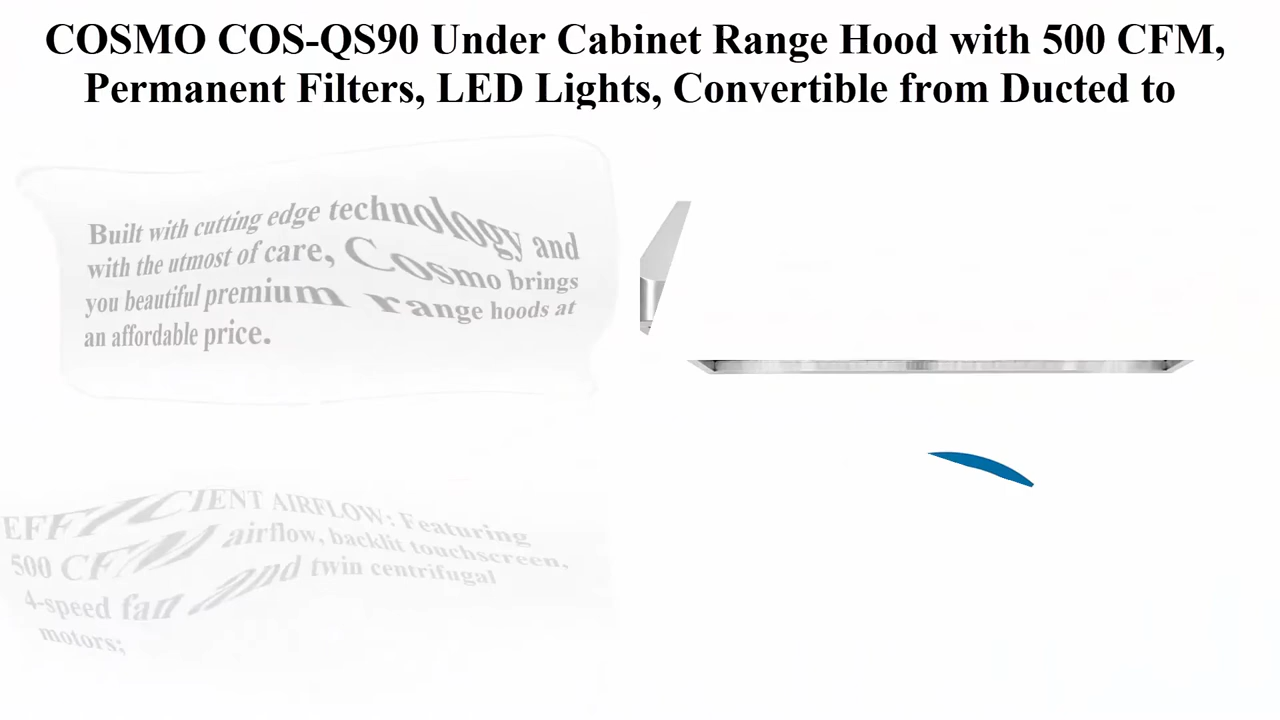 COSMO COS-QS90 Under Cabinet Range Hood with 500 CFM,
Permanent Filters, LED Lights, Convertible from Ducted to
Built with cutting edge technology and
with the utmost of care, Cosmo brings
you beautiful premium range hoods at
an affordable price.
EFFICIENT AIRFLOW: Featuring
500 CFM airflow, backlit touchscreen,
4-speed fan and twin centrifugal
motors;